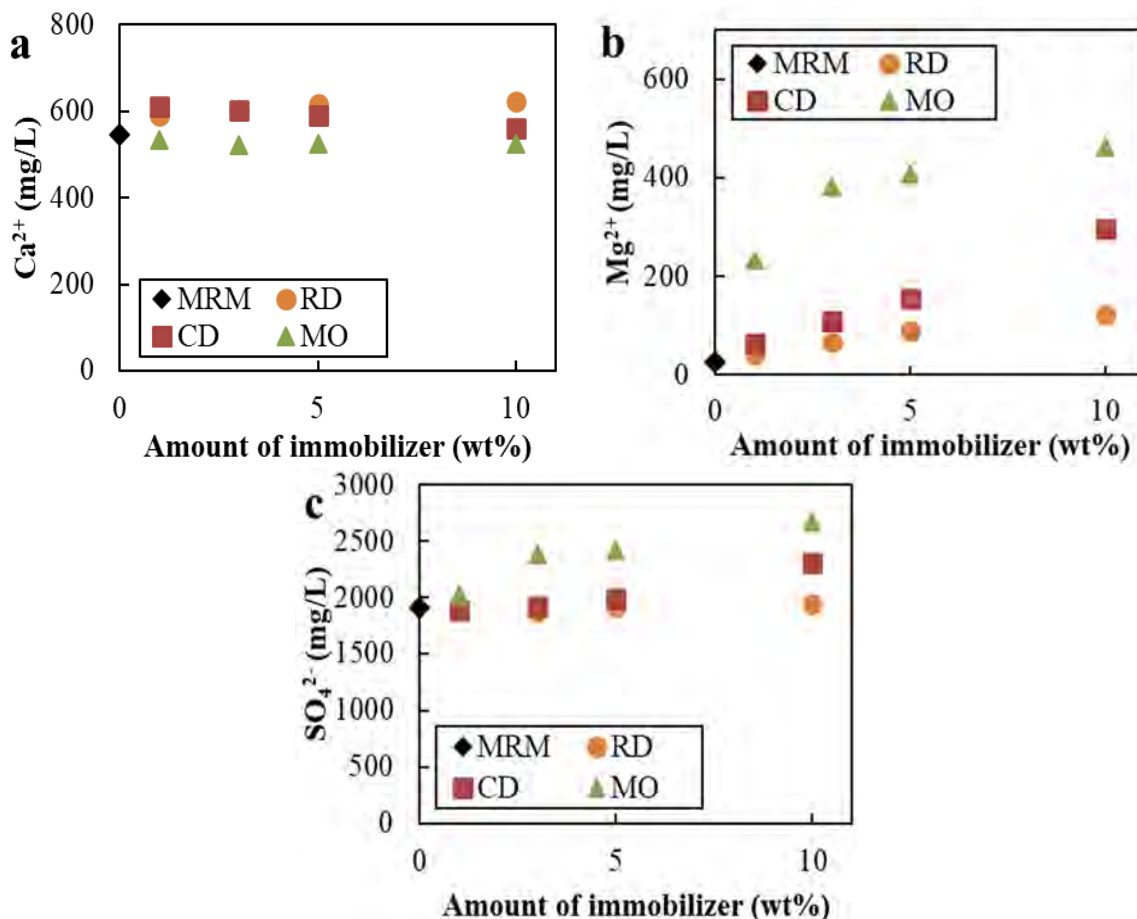 a
800
600
400
200
0
Ca²⁺ (mg/L)
MRM RD
CD MO
0 5 10
Amount of immobilizer (wt%)
b
600
400
200
0
Mg²⁺ (mg/L)
MRM RD
CD MO
0 5 10
Amount of immobilizer (wt%)
c
3000
2500
2000
1500
1000
500
0
SO₄²⁻ (mg/L)
MRM RD
CD MO
0 5 10
Amount of immobilizer (wt%)